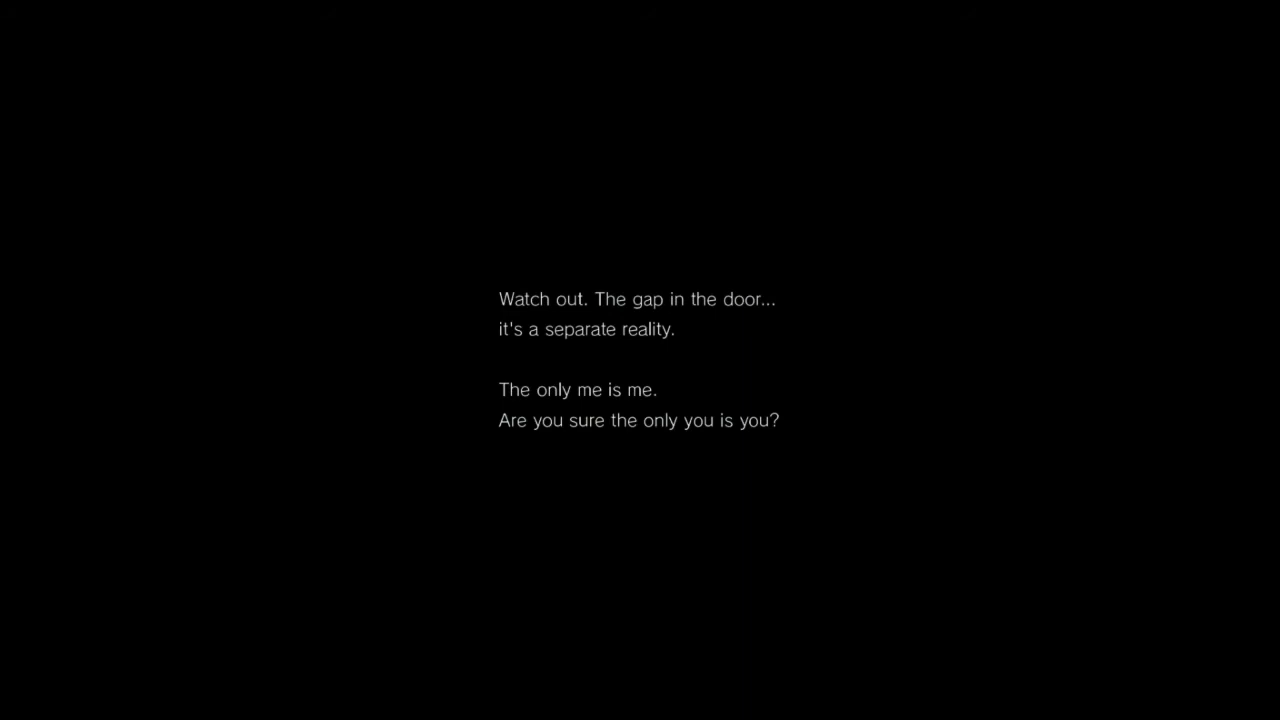 Watch out. The gap in the door...
it's a separate reality.
The only me is me.
Are you sure the only you is you?